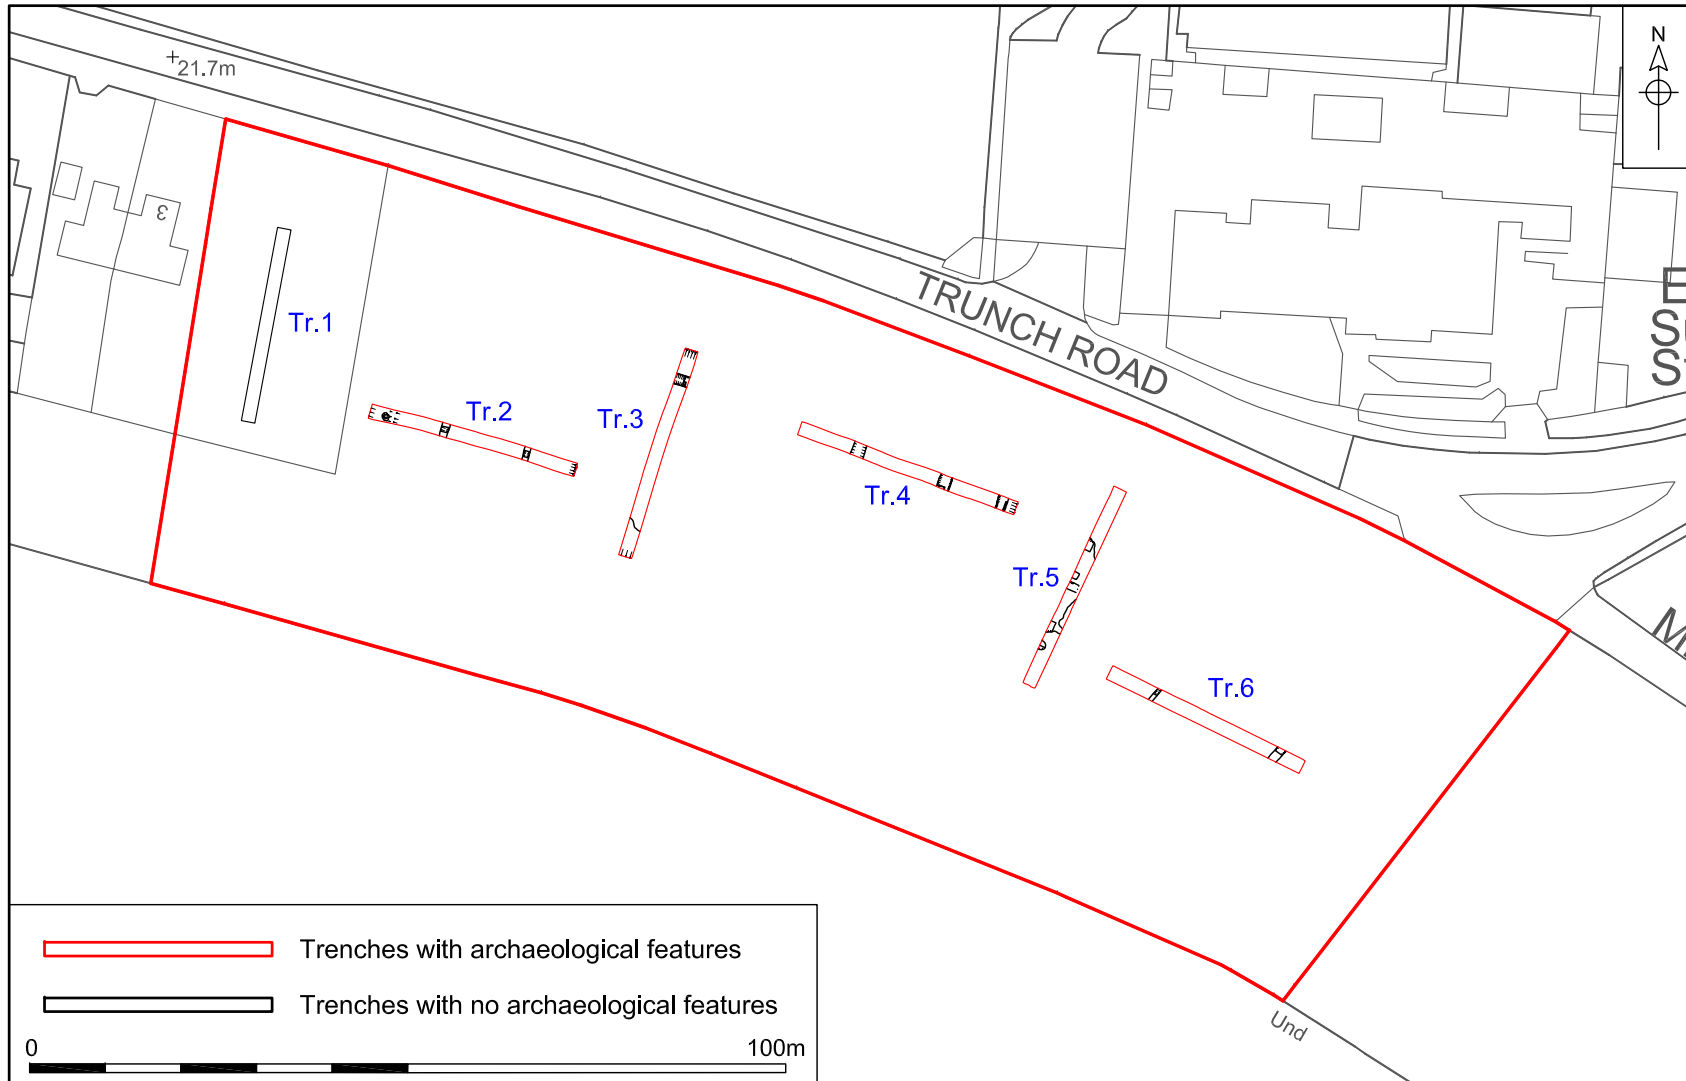 21.7m
N
3
TRUNCH ROAD
Tr.1
Tr.2
Tr.3
Tr.4
Tr.5
Tr.6
Trenches with archaeological features
Trenches with no archaeological features
0 100m
Und